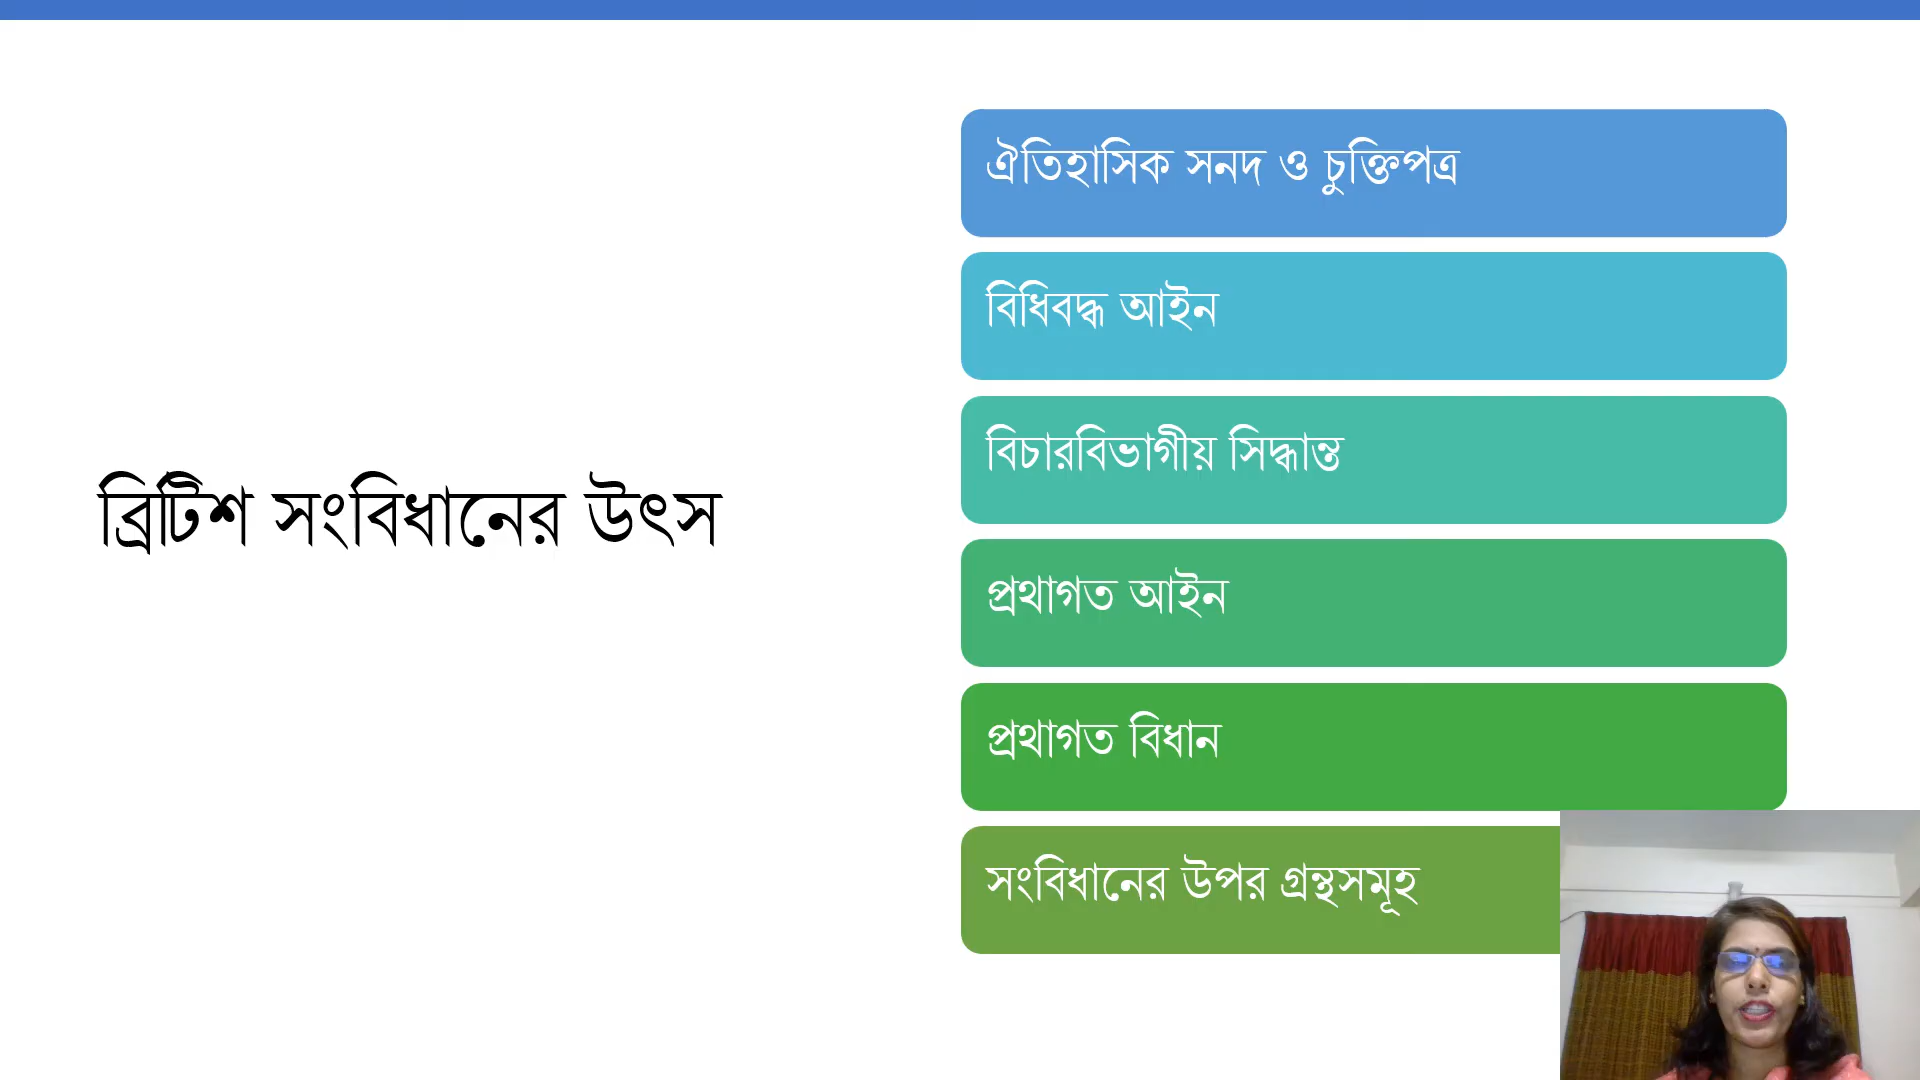 ব্রিটিশ সংবিধানের উৎস
ঐতিহাসিক সনদ ও চুক্তিপত্র
বিধিবদ্ধ আইন
বিচারবিভাগীয় সিদ্ধান্ত
প্রথাগত আইন
প্রথাগত বিধান
সংবিধানের উপর গ্রন্থসমূহ